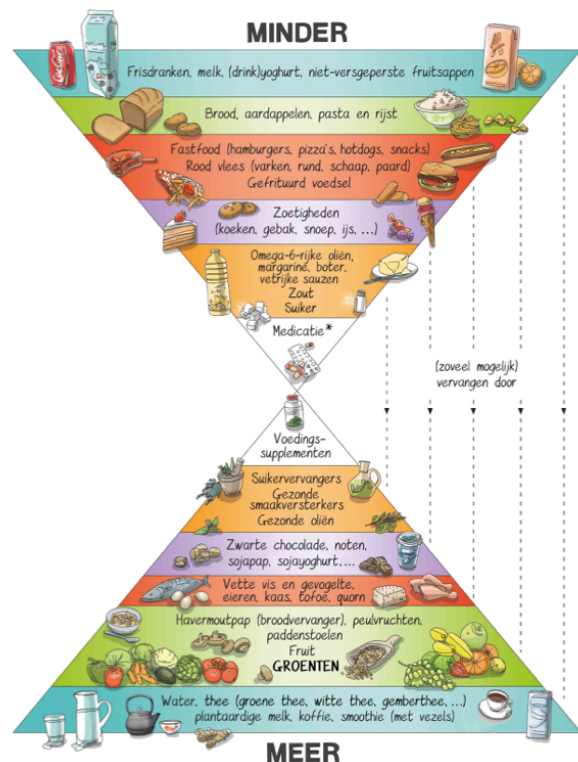 MINDER
Frisdranken, melk, (drink)yoghurt, niet-versgeperste fruitsappen
Brood, aardappelen, pasta en rijst
Fastfood (hamburgers, pizza's, hotdogs, snacks)
Rood vlees (varken, rund, schaap, paard)
Gefrituurd voedsel
Zoetigheden
(koeken, gebak, snoep, ijs, ...)
Omega-6-rijke oliën,
margarine, boter,
vetrijke sauzen
Zout
Suiker
Medicatie*
(zoveel mogelijk)
vervangen door
Voedings-
supplementen
Suikervervangers
Gezonde
smaakversterkers
Gezonde oliën
Zwarte chocolade, noten,
sojapap, sojayoghurt,...
Vette vis en gevogelte,
eieren, kaas, tofoe, quorn
Havermoutpap (broodvervanger), peulvruchten,
paddenstoelen
Fruit
GROENTEN
Water, thee (groene thee, witte thee, gemberthee, ...)
plantaardige melk, koffie, smoothie (met vezels)
MEER